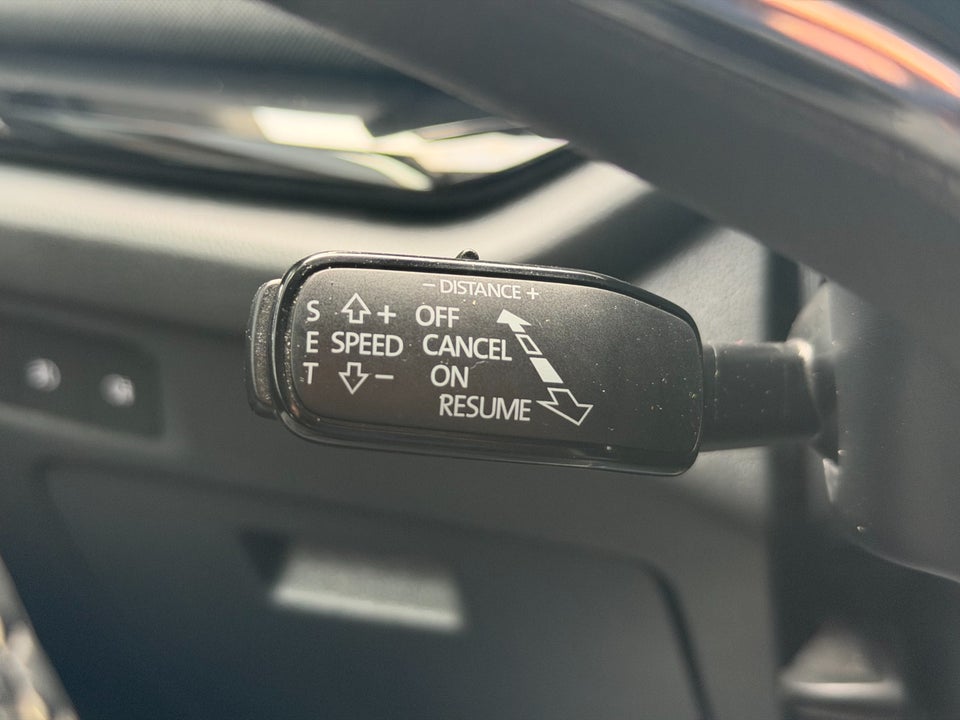 - DISTANCE +
S + OFF
E SPEED CANCEL
T - ON
RESUME